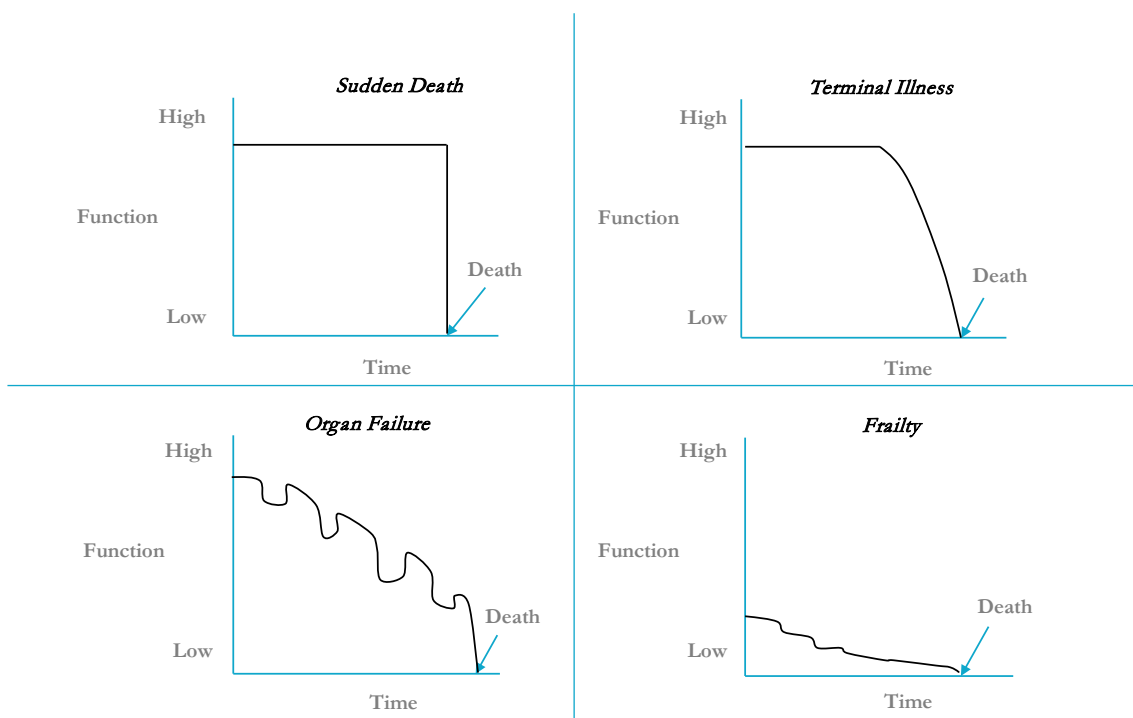 Sudden Death
High
Function
Death
Low
Time
Terminal Illness
High
Function
Death
Low
Time
Organ Failure
High
Function
Death
Low
Time
Frailty
High
Function
Death
Low
Time